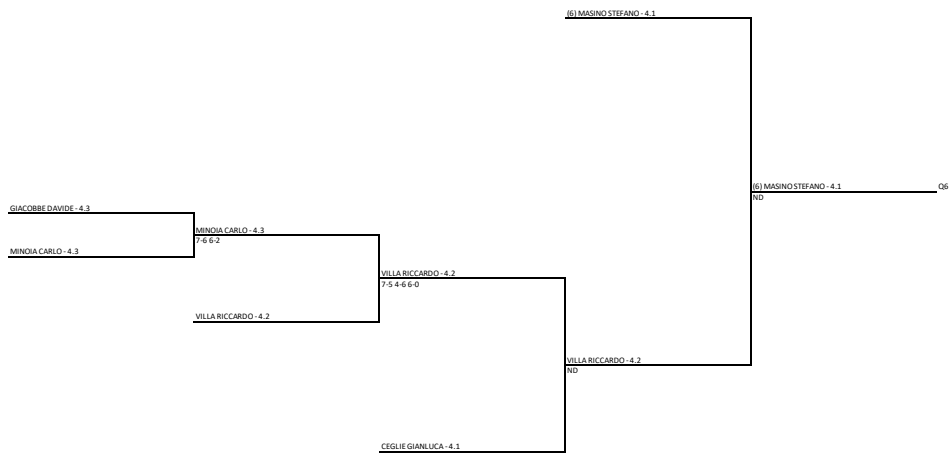 (6) MASINO STEFANO - 4.1
(6) MASINO STEFANO - 4.1
Q6
ND
GIACOBBE DAVIDE - 4.3
MINOIA CARLO - 4.3
7-6 6-2
MINOIA CARLO - 4.3
VILLA RICCARDO - 4.2
7-5 4-6 6-0
VILLA RICCARDO - 4.2
VILLA RICCARDO - 4.2
ND
CEGLIE GIANLUCA - 4.1